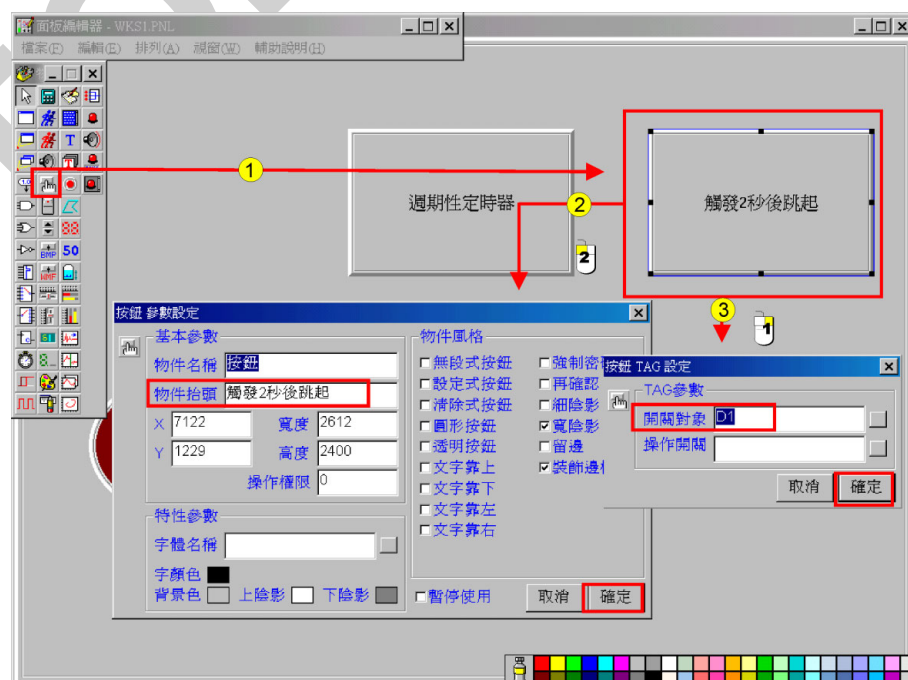 面板編輯器 - WKS1.PNL
檔案(F) 編輯(E) 排列(A) 視窗(W) 輔助說明(H)
T
T
88
BMP 50
WMF
1
週期性定時器
2
觸發2秒後跳起
2
3
1
按鈕 參數設定
基本參數
物件名稱 按鈕
物件抬頭 觸發2秒後跳起
X 7122 寬度 2612
Y 1229 高度 2400
操作權限 0
特性參數
字體名稱
字顏色
背景色 上陰影 下陰影
物件風格
無段式按鈕
設定式按鈕
清除式按鈕
圓形按鈕
透明按鈕
文字靠上
文字靠下
文字靠左
文字靠右
強制密
再確認
細陰影
寬陰影
留邊
裝飾邊
暫停使用 取消 確定
按鈕 TAG 設定
TAG參數
開關對象 D1
操作開關
取消 確定